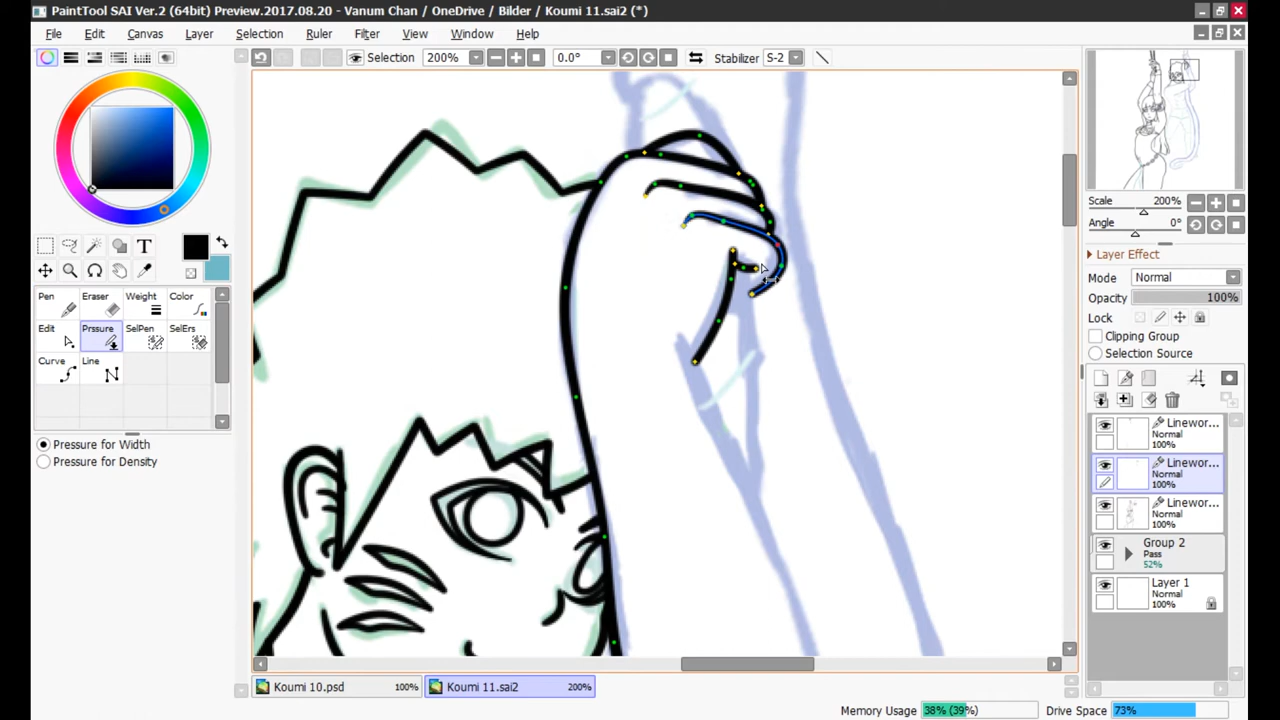 PaintTool SAI Ver.2 (64bit) Preview.2017.08.20 - Vanum Chan / OneDrive / Bilder / Koumi 11.sai2 (*)
File Edit Canvas Layer Selection Ruler Filter View Window Help
Selection 200% 0.0° Stabilizer S-2
Scale 200%
Angle 0°
Layer Effect
Mode Normal
Opacity 100%
Lock
Clipping Group
Selection Source
T
Pen Eraser Weight Color
Edit Prssure SelPen SelErs
Curve Line
Pressure for Width
Pressure for Density
Linewor...
Normal
100%
Linewor...
Normal
100%
Linewor...
Normal
100%
Group 2
Pass
52%
Layer 1
Normal
100%
Koumi 10.psd 100% Koumi 11.sai2 200%
Memory Usage 38% (39%) Drive Space 73%